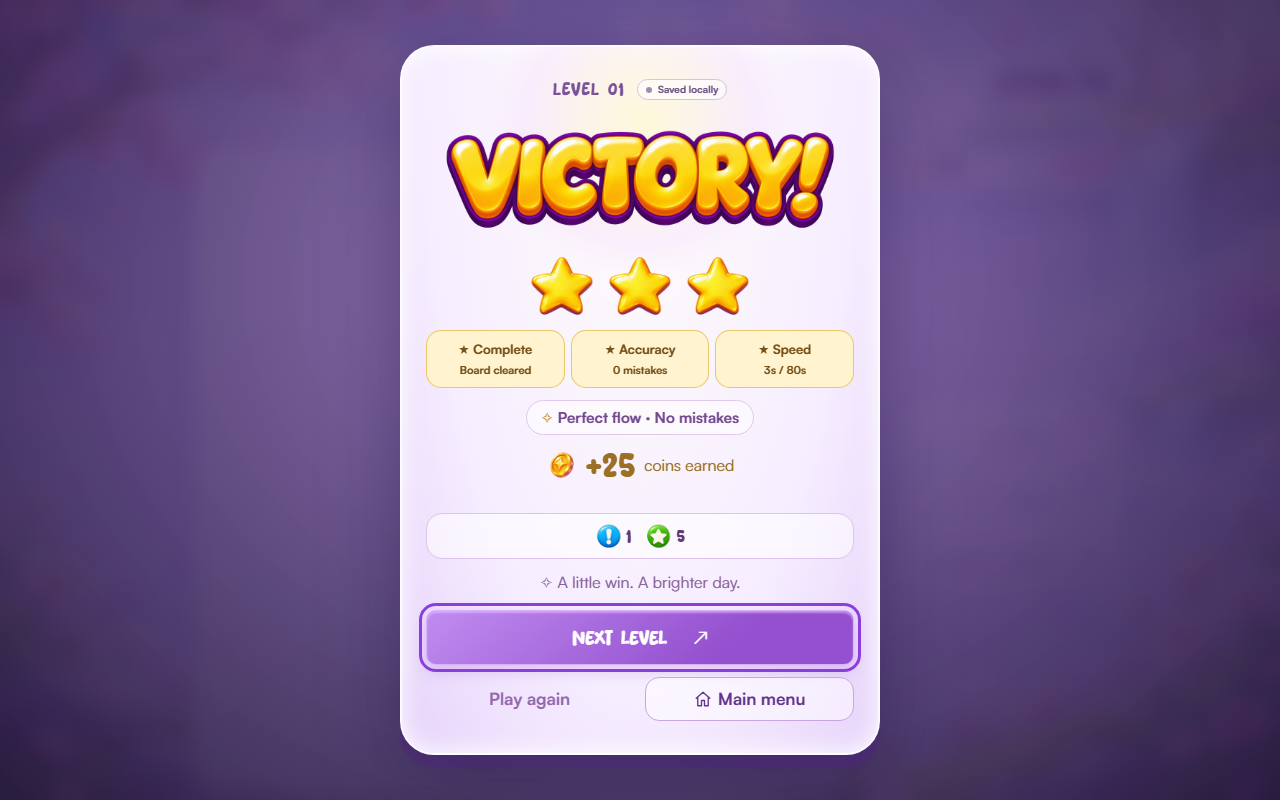 LEVEL 01 Saved locally
VICTORY!
★ Complete
Board cleared
★ Accuracy
0 mistakes
★ Speed
3s / 80s
✧ Perfect flow · No mistakes
+25 coins earned
1 5
✧ A little win. A brighter day.
NEXT LEVEL ↗
Play again
Main menu